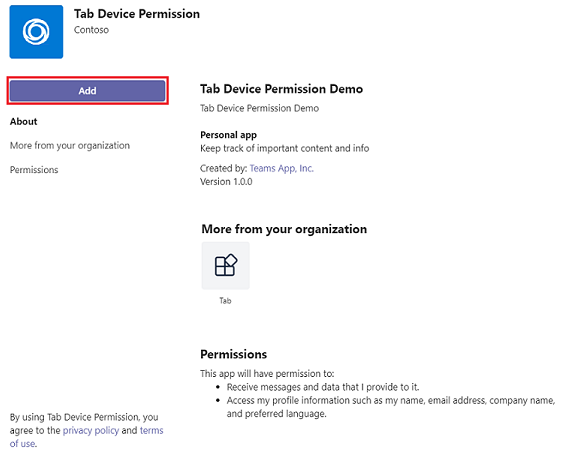 Tab Device Permission
Contoso
Add
About
More from your organization
Permissions
Tab Device Permission Demo
Tab Device Permission Demo
Personal app
Keep track of important content and info
Created by: Teams App, Inc.
Version 1.0.0
More from your organization
Tab
Permissions
This app will have permission to:
• Receive messages and data that I provide to it.
• Access my profile information such as my name, email address, company name,
and preferred language.
By using Tab Device Permission, you
agree to the privacy policy and terms
of use.